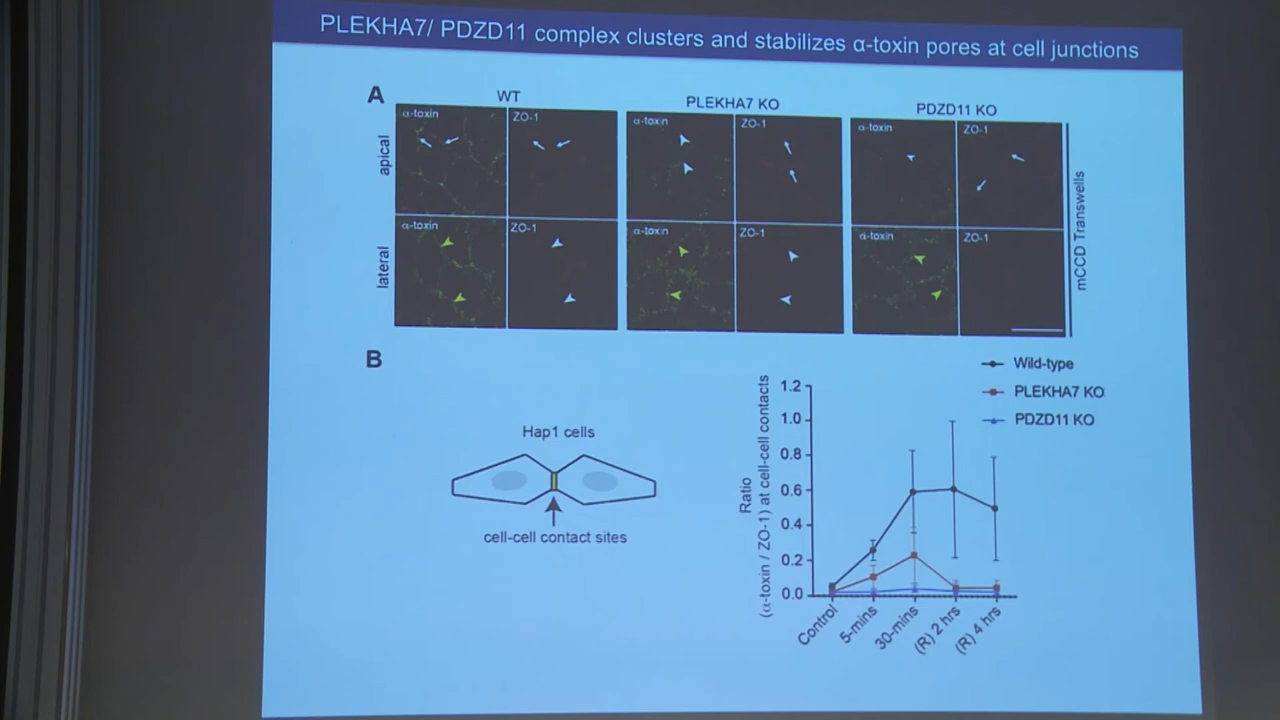 PLEKHA7/ PDZD11 complex clusters and stabilizes α-toxin pores at cell junctions
A
WT
PLEKHA7 KO
PDZD11 KO
apical
α-toxin
ZO-1
α-toxin
ZO-1
α-toxin
ZO-1
lateral
α-toxin
ZO-1
α-toxin
ZO-1
α-toxin
ZO-1
mCCD Transwells
B
Hap1 cells
cell-cell contact sites
Wild-type
PLEKHA7 KO
PDZD11 KO
Ratio
(α-toxin / ZO-1) at cell-cell contacts
1.2
1.0
0.8
0.6
0.4
0.2
0.0
Control
5-mins
30-mins
(R) 2 hrs
(R) 4 hrs